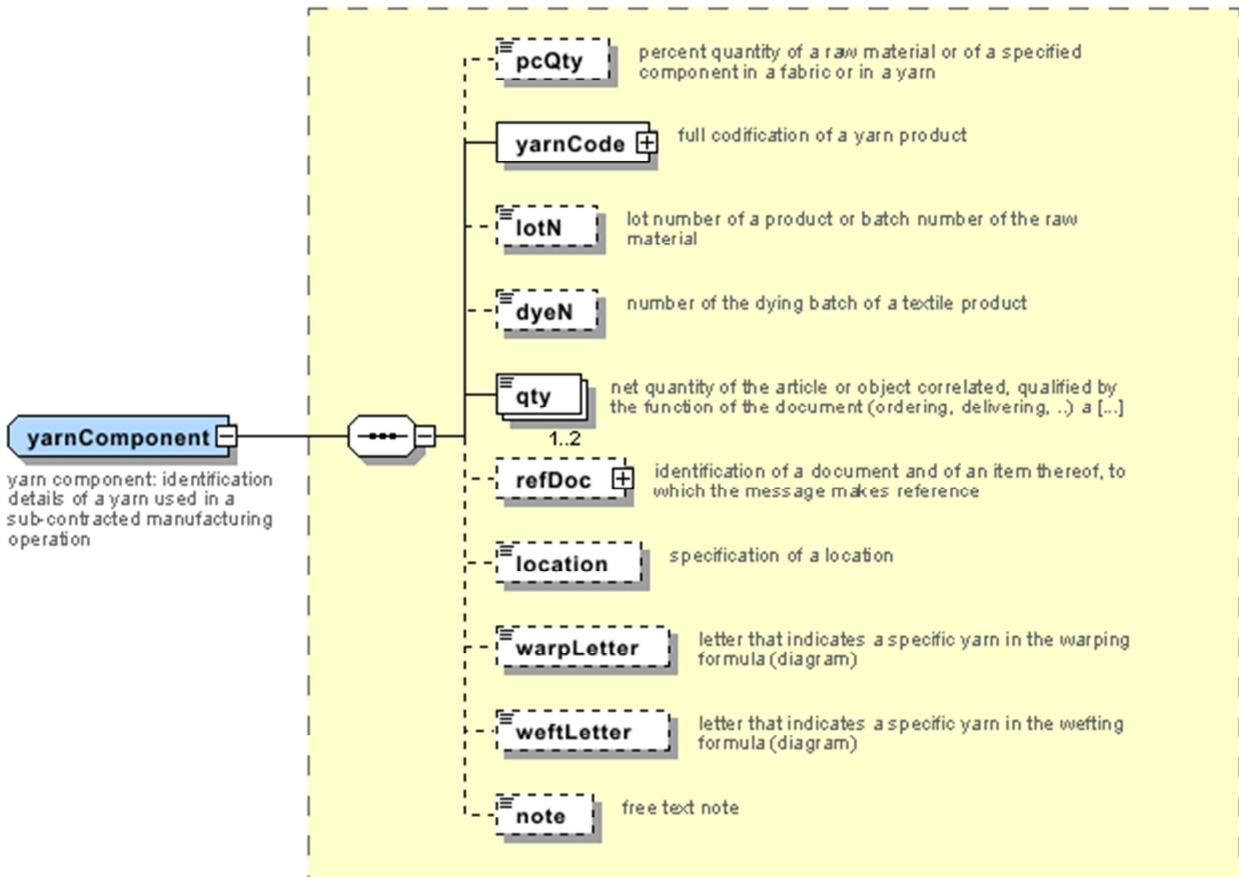 pcQty
percent quantity of a raw material or of a specified
component in a fabric or in a yarn
yarnCode
full codification of a yarn product
lotN
lot number of a product or batch number of the raw
material
dyeN
number of the dying batch of a textile product
qty
net quantity of the article or object correlated, qualified by
the function of the document (ordering, delivering, ..) a [...]
1..2
yarnComponent
yarn component: identification
details of a yarn used in a
sub-contracted manufacturing
operation
refDoc
identification of a document and of an item thereof, to
which the message makes reference
location
specification of a location
warpLetter
letter that indicates a specific yarn in the warping
formula (diagram)
weftLetter
letter that indicates a specific yarn in the wefting
formula (diagram)
note
free text note